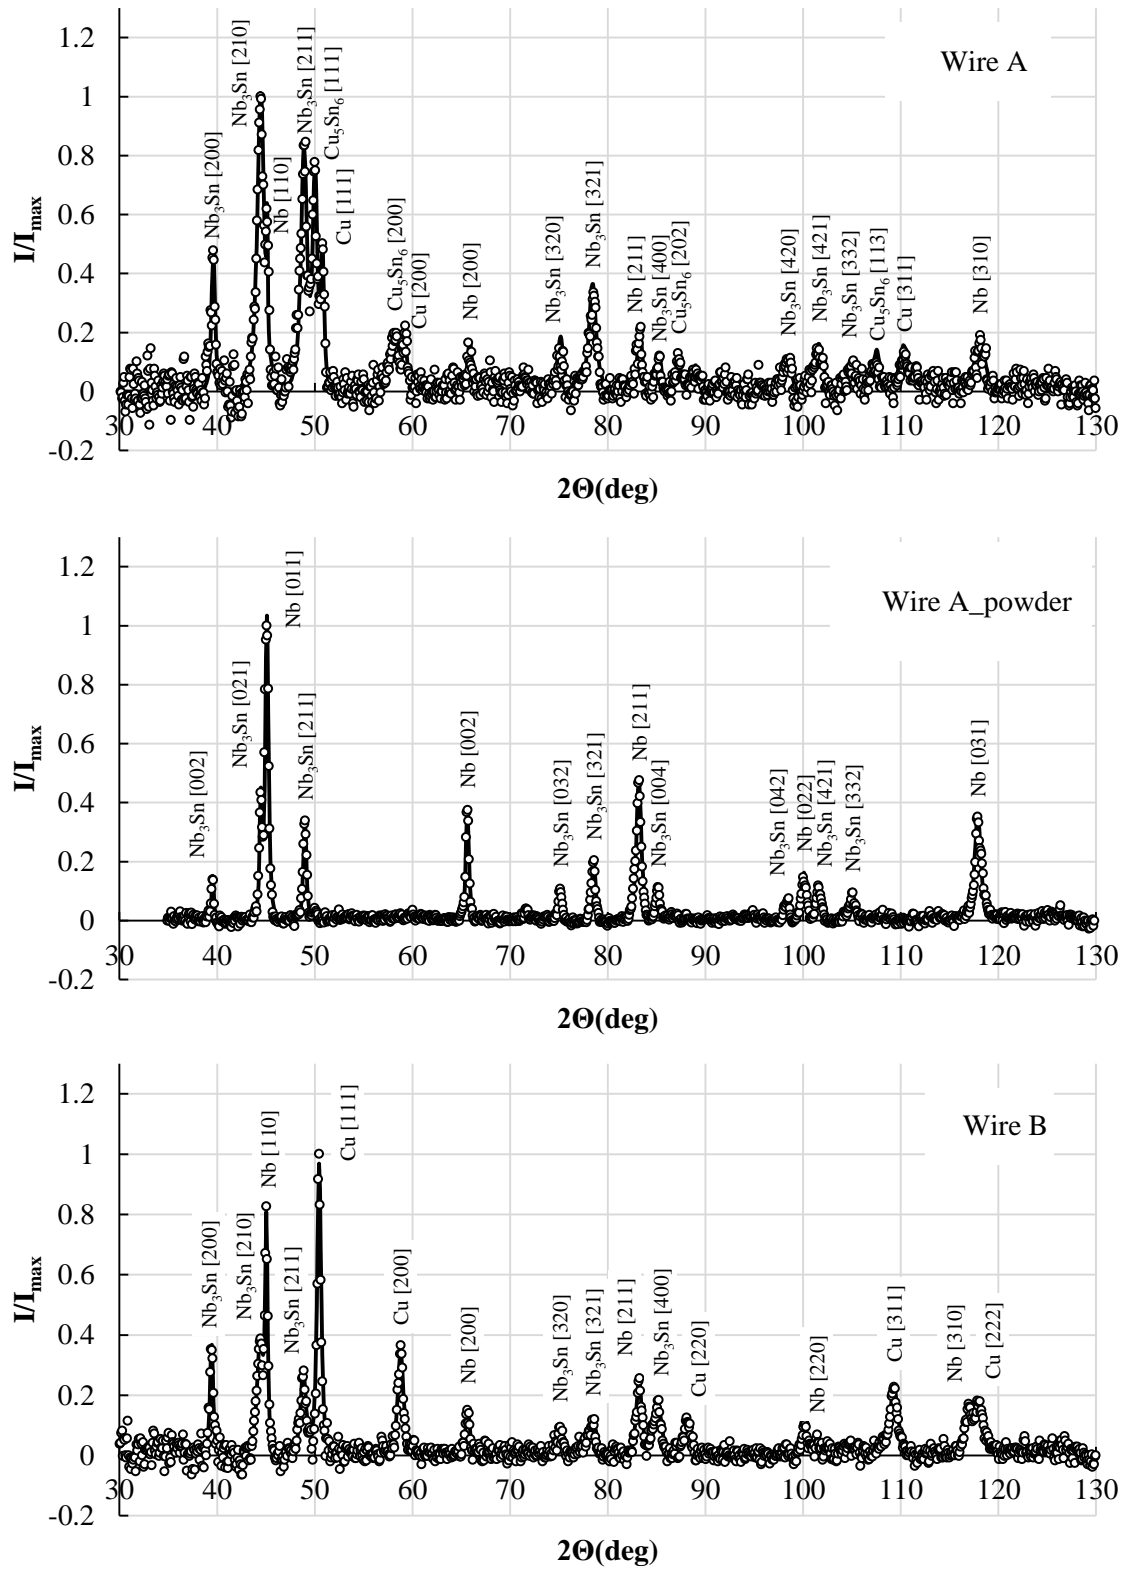 Wire A
I/I_max
1.2
1
0.8
0.6
0.4
0.2
0
-0.2
Nb₃Sn [200]
Nb₃Sn [210]
Nb [110]
Nb₃Sn [211]
Cu₅Sn₆ [111]
Cu [111]
Cu₅Sn₆ [200]
Cu [200]
Nb [200]
Nb₃Sn [320]
Nb₃Sn [321]
Nb [211]
Nb₃Sn [400]
Cu₅Sn₆ [202]
Nb₃Sn [420]
Nb₃Sn [421]
Nb₃Sn [332]
Cu₅Sn₆ [113]
Cu [311]
Nb [310]
30 40 50 60 70 80 90 100 110 120 130
2Θ(deg)
Wire A_powder
I/I_max
1.2
1
0.8
0.6
0.4
0.2
0
-0.2
Nb₃Sn [002]
Nb₃Sn [021]
Nb [011]
Nb₃Sn [211]
Nb [002]
Nb₃Sn [032]
Nb₃Sn [321]
Nb [211]
Nb₃Sn [004]
Nb₃Sn [042]
Nb [022]
Nb₃Sn [421]
Nb₃Sn [332]
Nb [031]
30 40 50 60 70 80 90 100 110 120 130
2Θ(deg)
Wire B
I/I_max
1.2
1
0.8
0.6
0.4
0.2
0
-0.2
Nb₃Sn [200]
Nb₃Sn [210]
Nb [110]
Nb₃Sn [211]
Cu [111]
Cu [200]
Nb [200]
Nb₃Sn [320]
Nb₃Sn [321]
Nb [211]
Nb₃Sn [400]
Cu [220]
Nb [220]
Cu [311]
Nb [310]
Cu [222]
30 40 50 60 70 80 90 100 110 120 130
2Θ(deg)